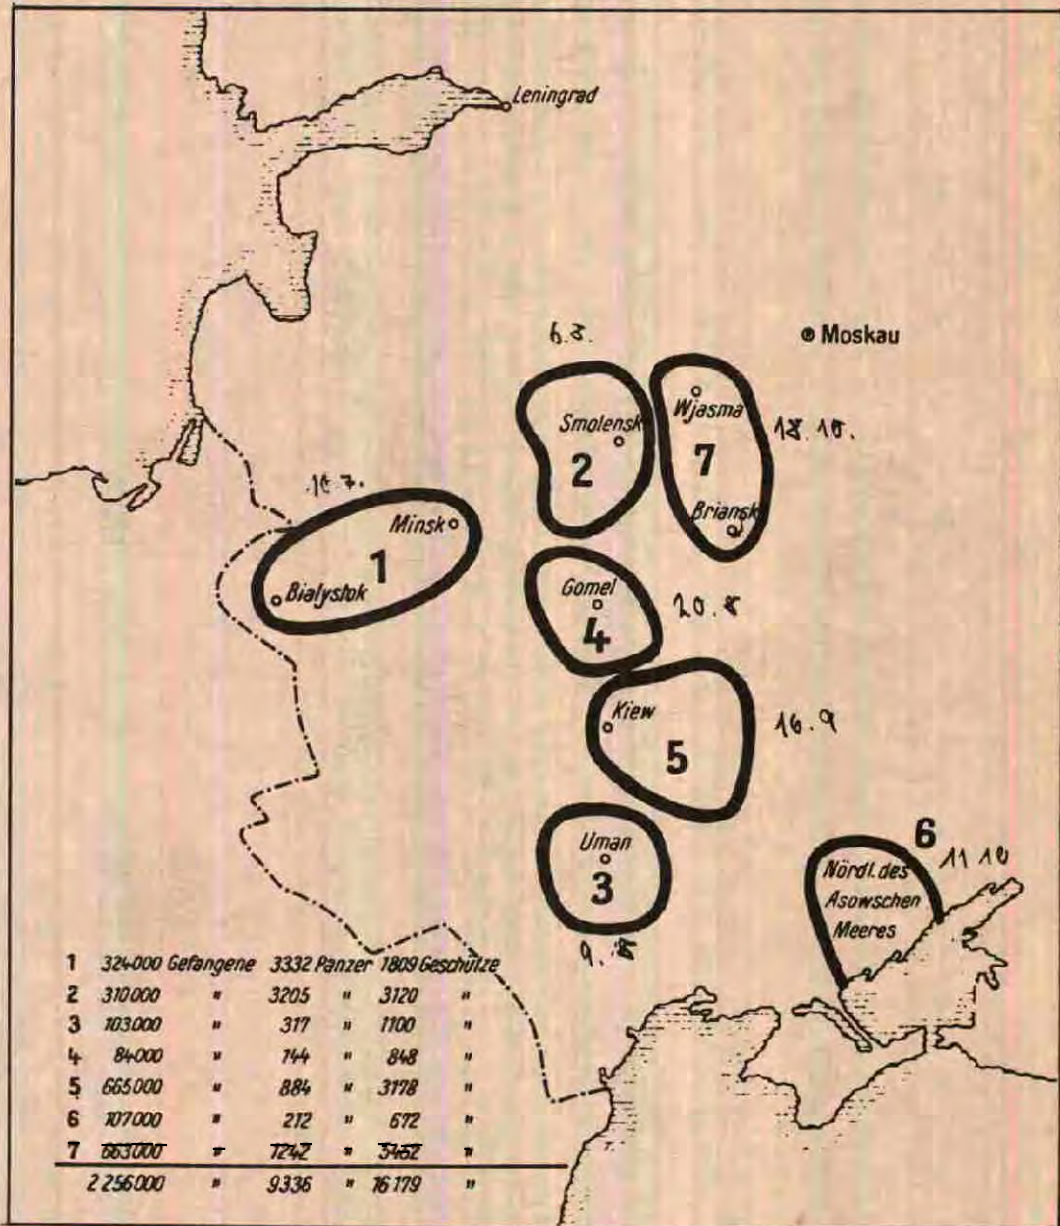 Leningrad
6.8.
Moskau
Smolensk
2
Wjasma
7
Briansk
18.10.
Minsk
1
Bialystok
Gomel
4
20.8
Kiew
5
16.9
Uman
3
9.8
6
11 10
Nördl. des
Asowschen
Meeres
1 324000 Gefangene 3332 Panzer 1809 Geschütze
2 310000 " 3205 " 3120 "
3 103000 " 317 " 1100 "
4 84000 " 144 " 848 "
5 665000 " 884 " 3178 "
6 107000 " 212 " 672 "
7 663000 " 1242 " 5452 "
2 256000 " 9336 " 16179 "